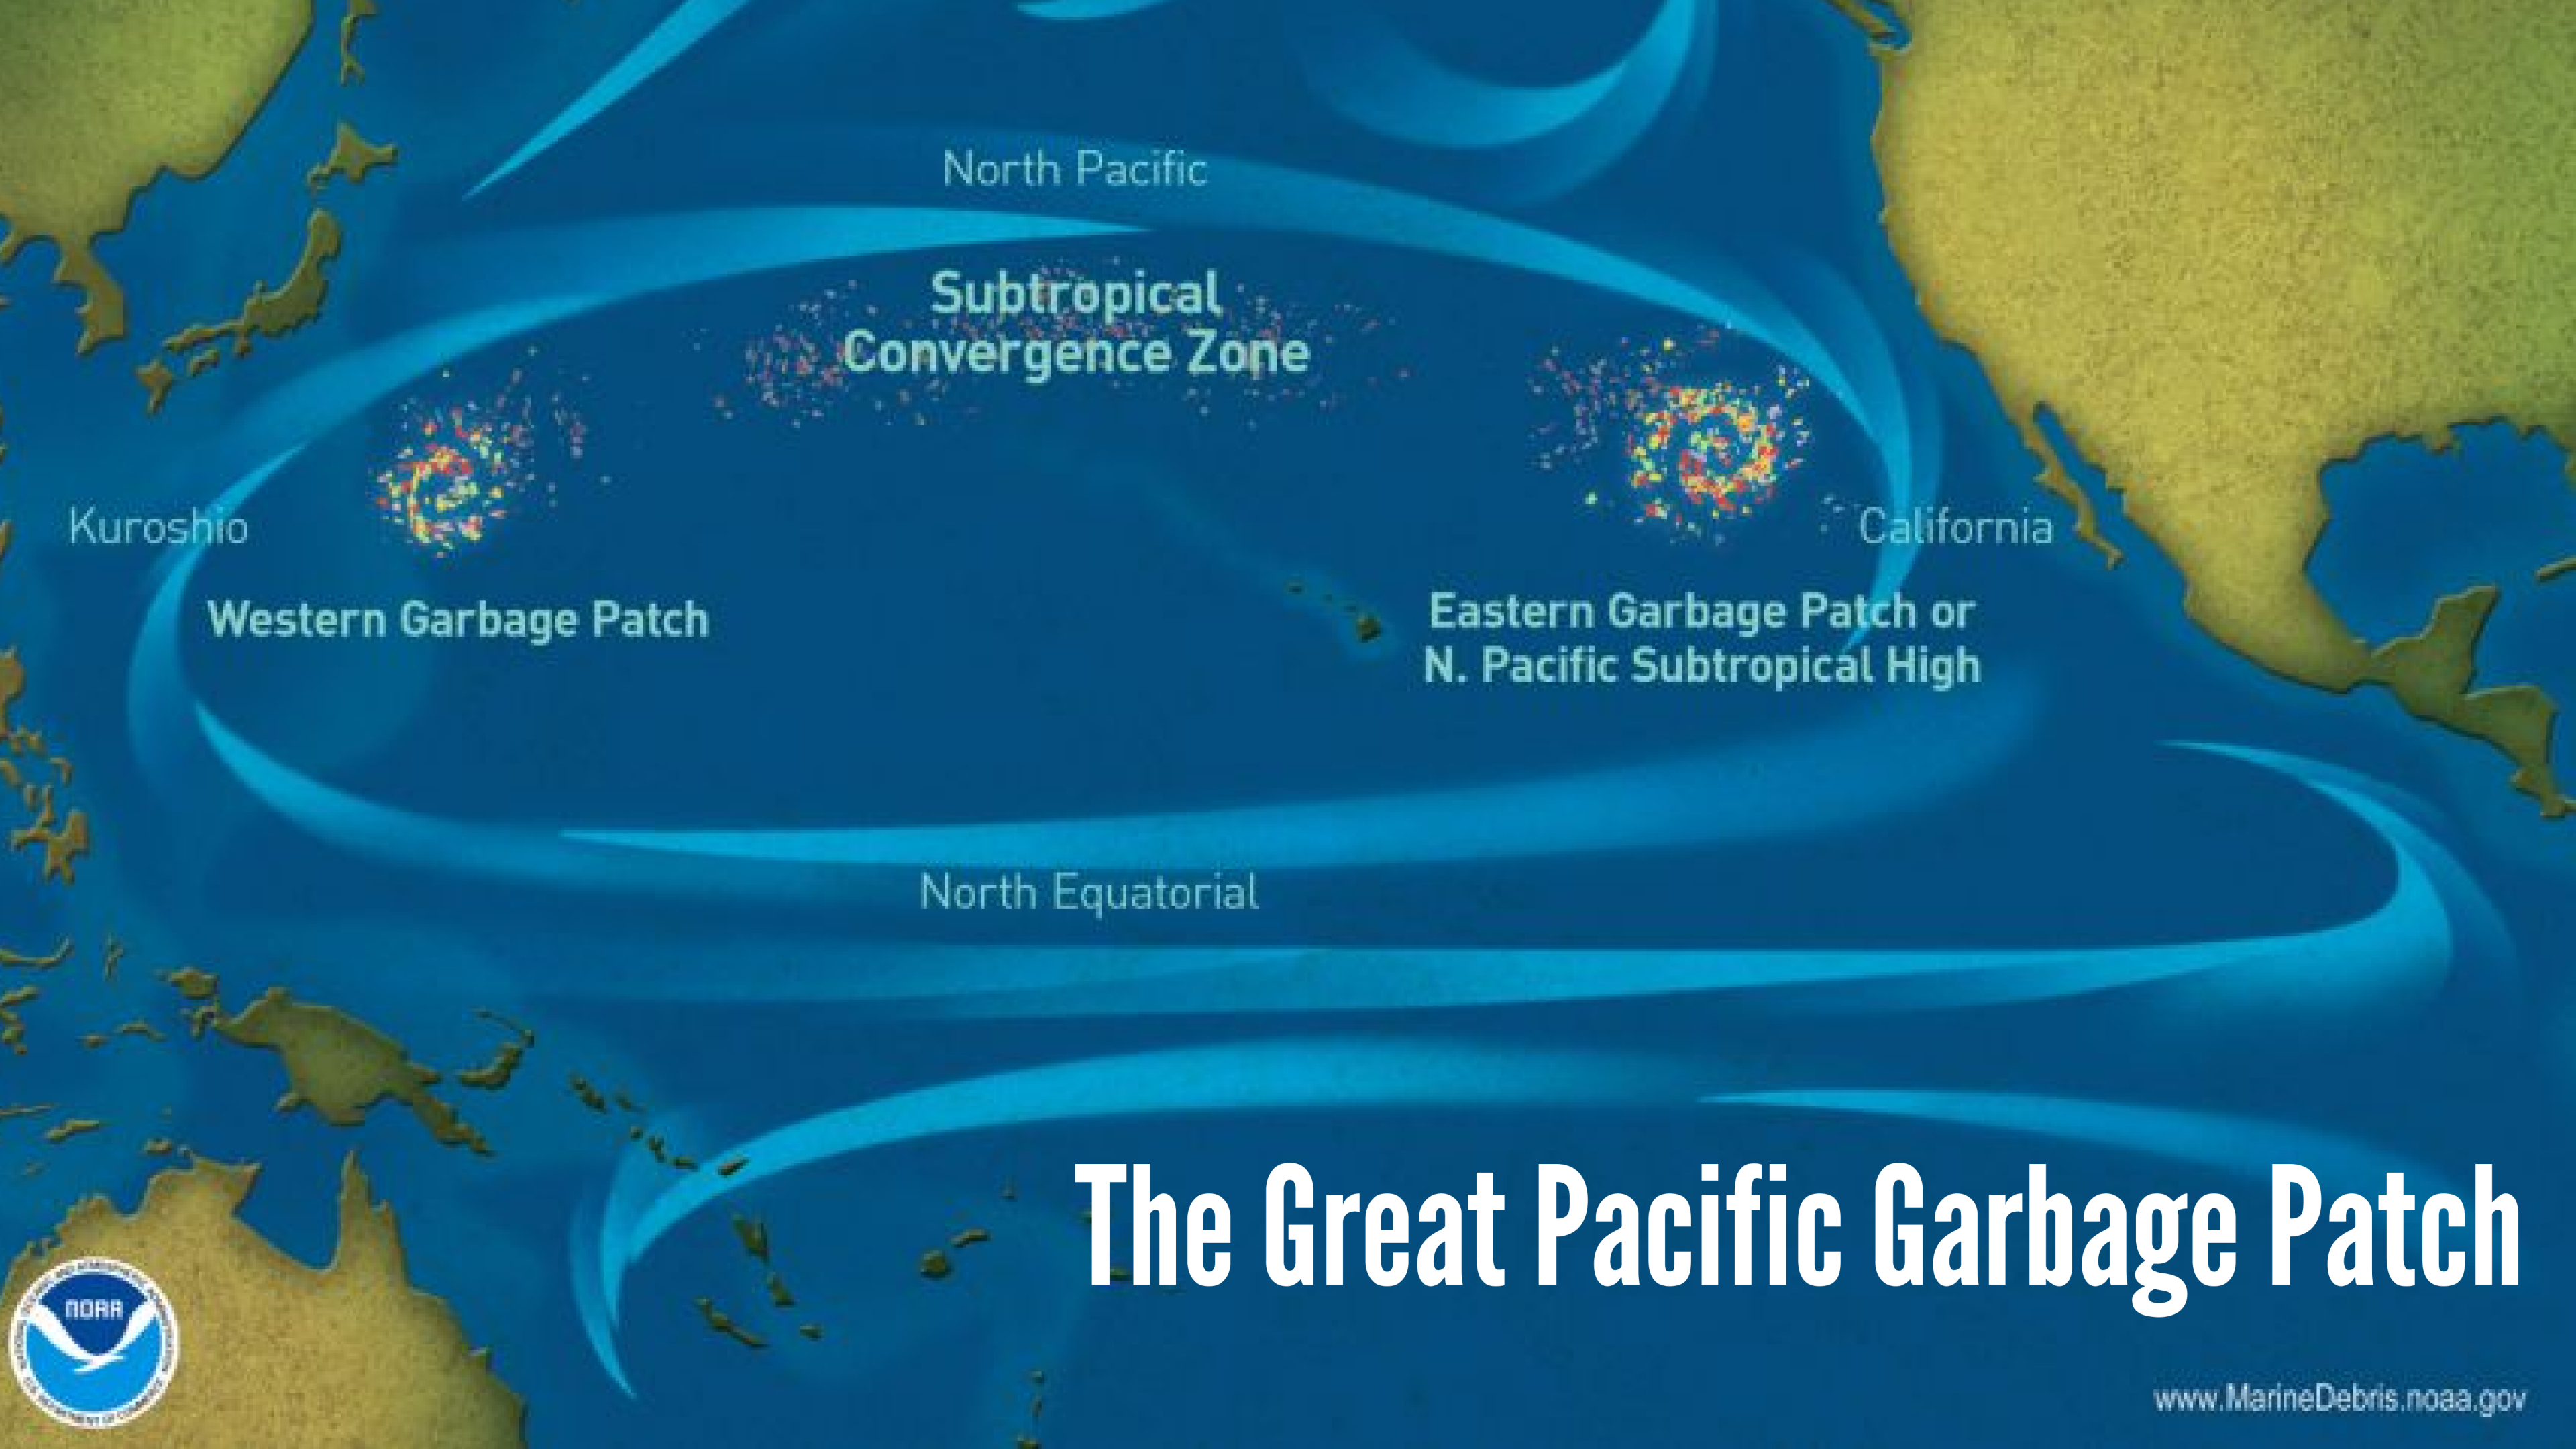 North Pacific
Subtropical
Convergence Zone
Kuroshio
California
Western Garbage Patch
Eastern Garbage Patch or
N. Pacific Subtropical High
North Equatorial
The Great Pacific Garbage Patch
NOAA
www.MarineDebris.noaa.gov